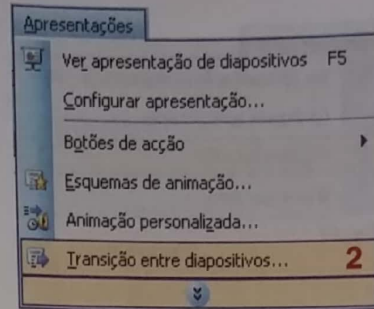 Apresentações
Ver apresentação de diapositivos F5
Configurar apresentação...
Botões de acção
Esquemas de animação...
Animação personalizada...
Transição entre diapositivos... 2